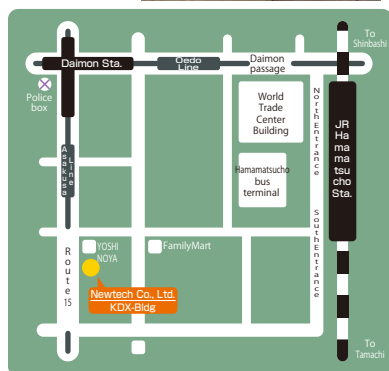 To
Shinbashi
Daimon Sta.
Oedo
Line
Daimon
passage
Police
box
World
Trade
Center
Building
North Entrance
JR
Ha
ma
ma
tsu
cho
Sta.
Asakusa
Line
Hamamatsucho
bus
terminal
South Entrance
Route
15
YOSHI
NOYA
FamilyMart
Newtech Co., Ltd.
KDX-Bldg
To
Tamachi